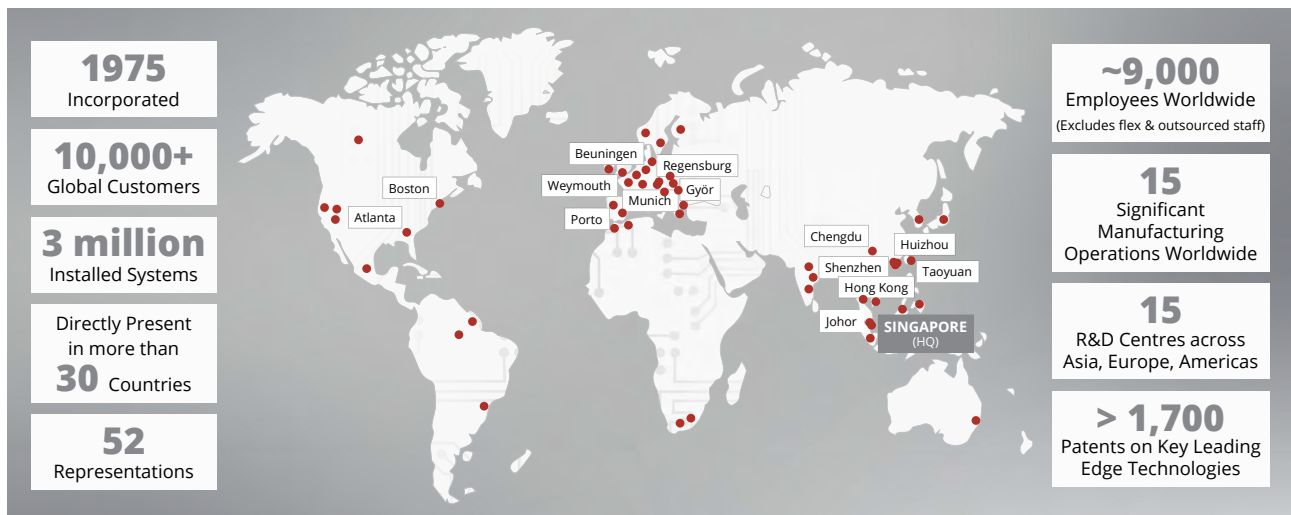 1975
Incorporated
10,000+
Global Customers
3 million
Installed Systems
Directly Present
in more than
30 Countries
52
Representations
Boston
Atlanta
Beuningen
Regensburg
Weymouth
Munich
Györ
Porto
Chengdu
Huizhou
Shenzhen
Taoyuan
Hong Kong
Johor
SINGAPORE
(HQ)
~9,000
Employees Worldwide
(Excludes flex & outsourced staff)
15
Significant
Manufacturing
Operations Worldwide
15
R&D Centres across
Asia, Europe, Americas
> 1,700
Patents on Key Leading
Edge Technologies